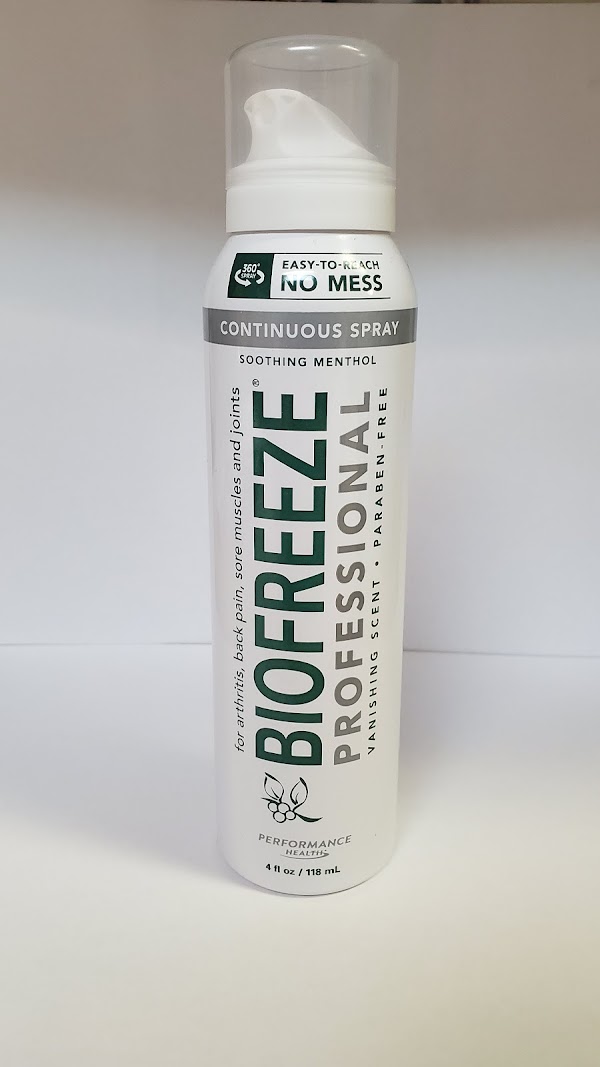 360°
SPRAY
EASY-TO-REACH
NO MESS
CONTINUOUS SPRAY
SOOTHING MENTHOL
for arthritis, back pain, sore muscles and joints
BIOFREEZE®
PROFESSIONAL
VANISHING SCENT • PARABEN-FREE
PERFORMANCE
HEALTH
4 fl oz / 118 mL